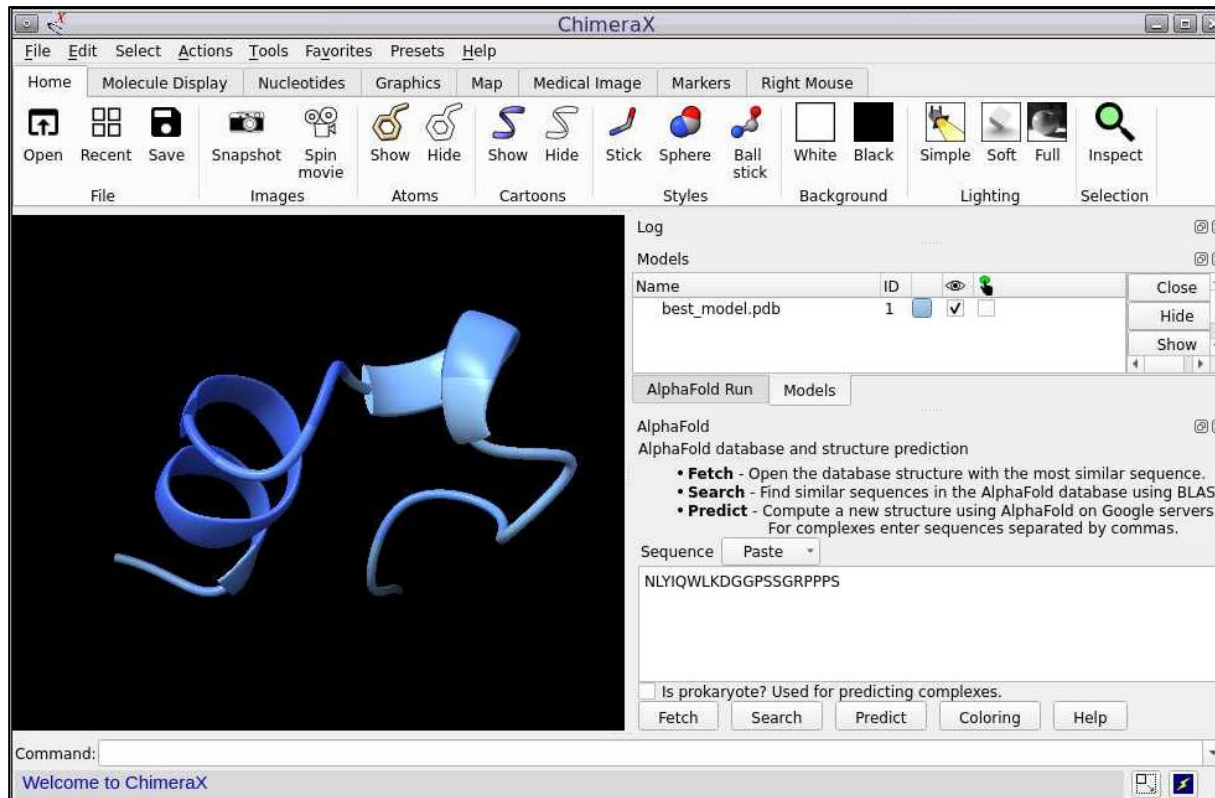 X
ChimeraX
File Edit Select Actions Tools Favorites Presets Help
Home Molecule Display Nucleotides Graphics Map Medical Image Markers Right Mouse
Open Recent Save Snapshot Spin movie Show Hide Show Hide Stick Sphere Ball stick White Black Simple Soft Full Inspect
File Images Atoms Cartoons Styles Background Lighting Selection
Log
Models
Name ID
best_model.pdb 1
Close
Hide
Show
AlphaFold Run Models
AlphaFold
AlphaFold database and structure prediction
• Fetch - Open the database structure with the most similar sequence.
• Search - Find similar sequences in the AlphaFold database using BLAS
• Predict - Compute a new structure using AlphaFold on Google servers
For complexes enter sequences separated by commas.
Sequence Paste
NLYIQWLKDGGPSSGRPPPS
Is prokaryote? Used for predicting complexes.
Fetch Search Predict Coloring Help
Command:
Welcome to ChimeraX